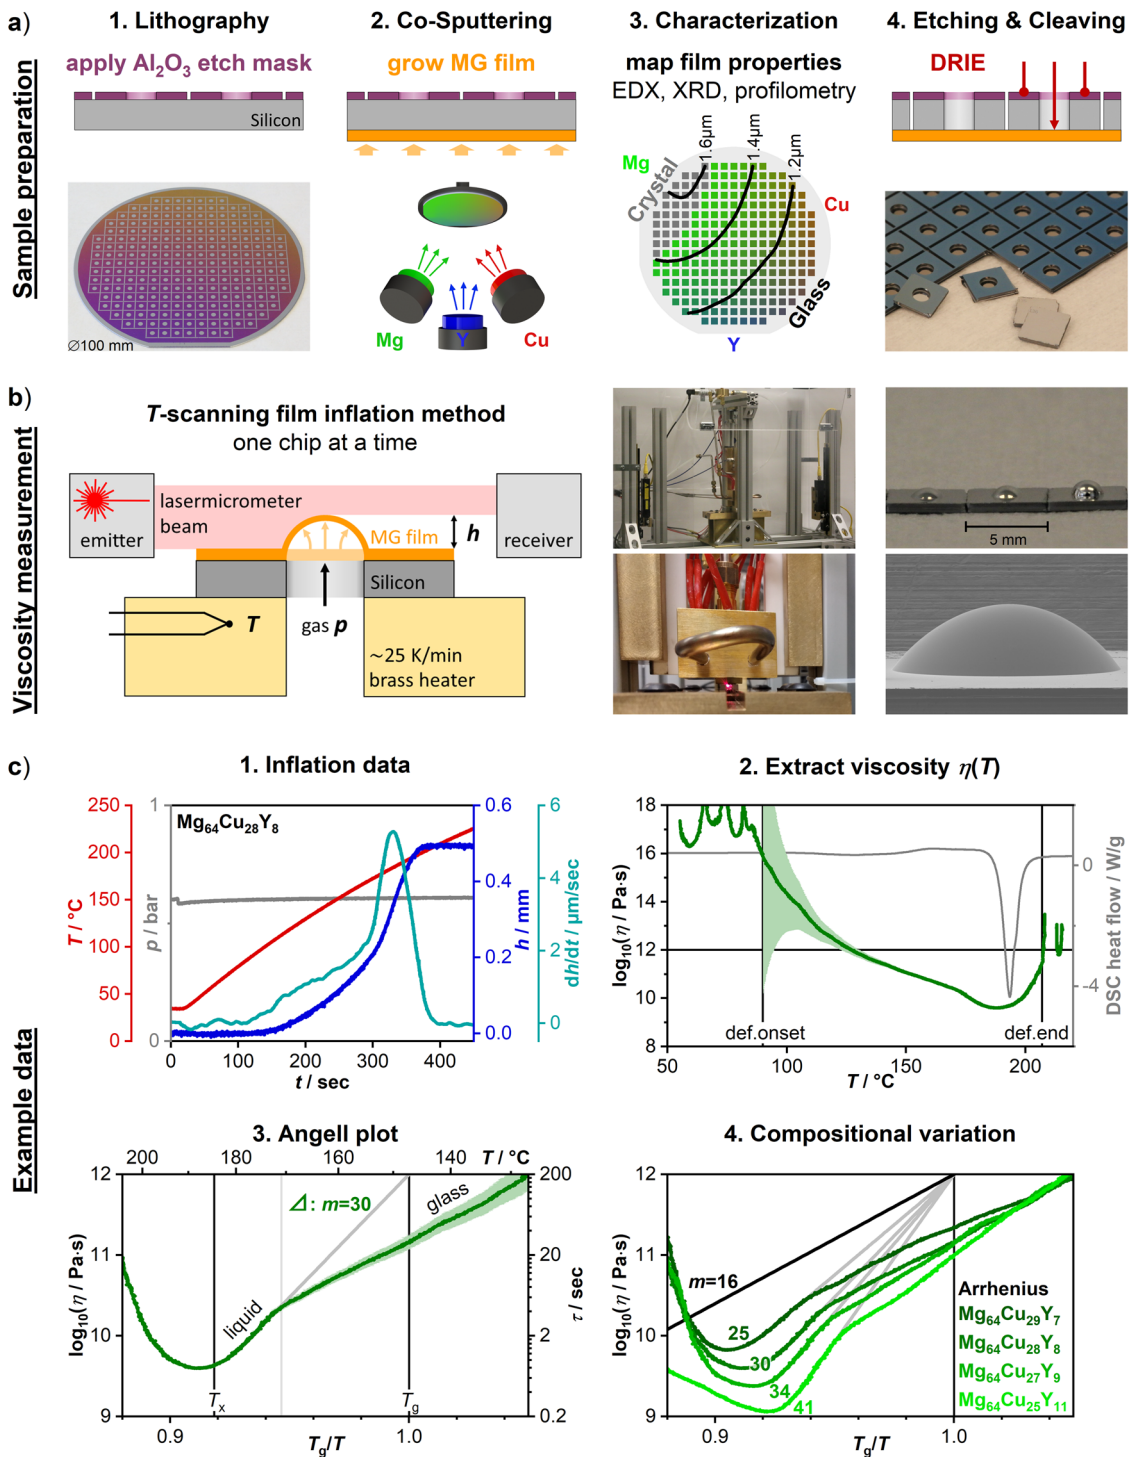 a)
Sample preparation
1. Lithography
apply Al₂O₃ etch mask
Silicon
Ø100 mm
2. Co-Sputtering
grow MG film
Mg
Y
Cu
3. Characterization
map film properties
EDX, XRD, profilometry
1.6µm
1.4µm
1.2µm
Mg
Crystal
Cu
Glass
Y
4. Etching & Cleaving
DRIE
b)
Viscosity measurement
T-scanning film inflation method
one chip at a time
lasermicrometer
beam
emitter
MG film
h
receiver
Silicon
T
gas p
~25 K/min
brass heater
5 mm
c)
Example data
1. Inflation data
Mg₆₄Cu₂₈Y₈
T / °C
250
200
150
100
50
0
p / bar
1
0
h / mm
0.6
0.4
0.2
0.0
dh/dt / µm/sec
6
4
2
0
0 100 200 300 400
t / sec
2. Extract viscosity η(T)
log₁₀(η / Pa·s)
18
16
14
12
10
8
DSC heat flow / W/g
0
-4
def.onset
def.end
50 100 150 200
T / °C
3. Angell plot
200 180 160 140 T / °C
log₁₀(η / Pa·s)
12
11
10
9
⊿: m=30
glass
liquid
Tₓ
T_g
τ / sec
200
20
2
0.2
0.9 1.0
T_g/T
4. Compositional variation
log₁₀(η / Pa·s)
12
11
10
9
m=16
25
30
34
41
Arrhenius
Mg₆₄Cu₂₉Y₇
Mg₆₄Cu₂₈Y₈
Mg₆₄Cu₂₇Y₉
Mg₆₄Cu₂₅Y₁₁
0.9 1.0
T_g/T